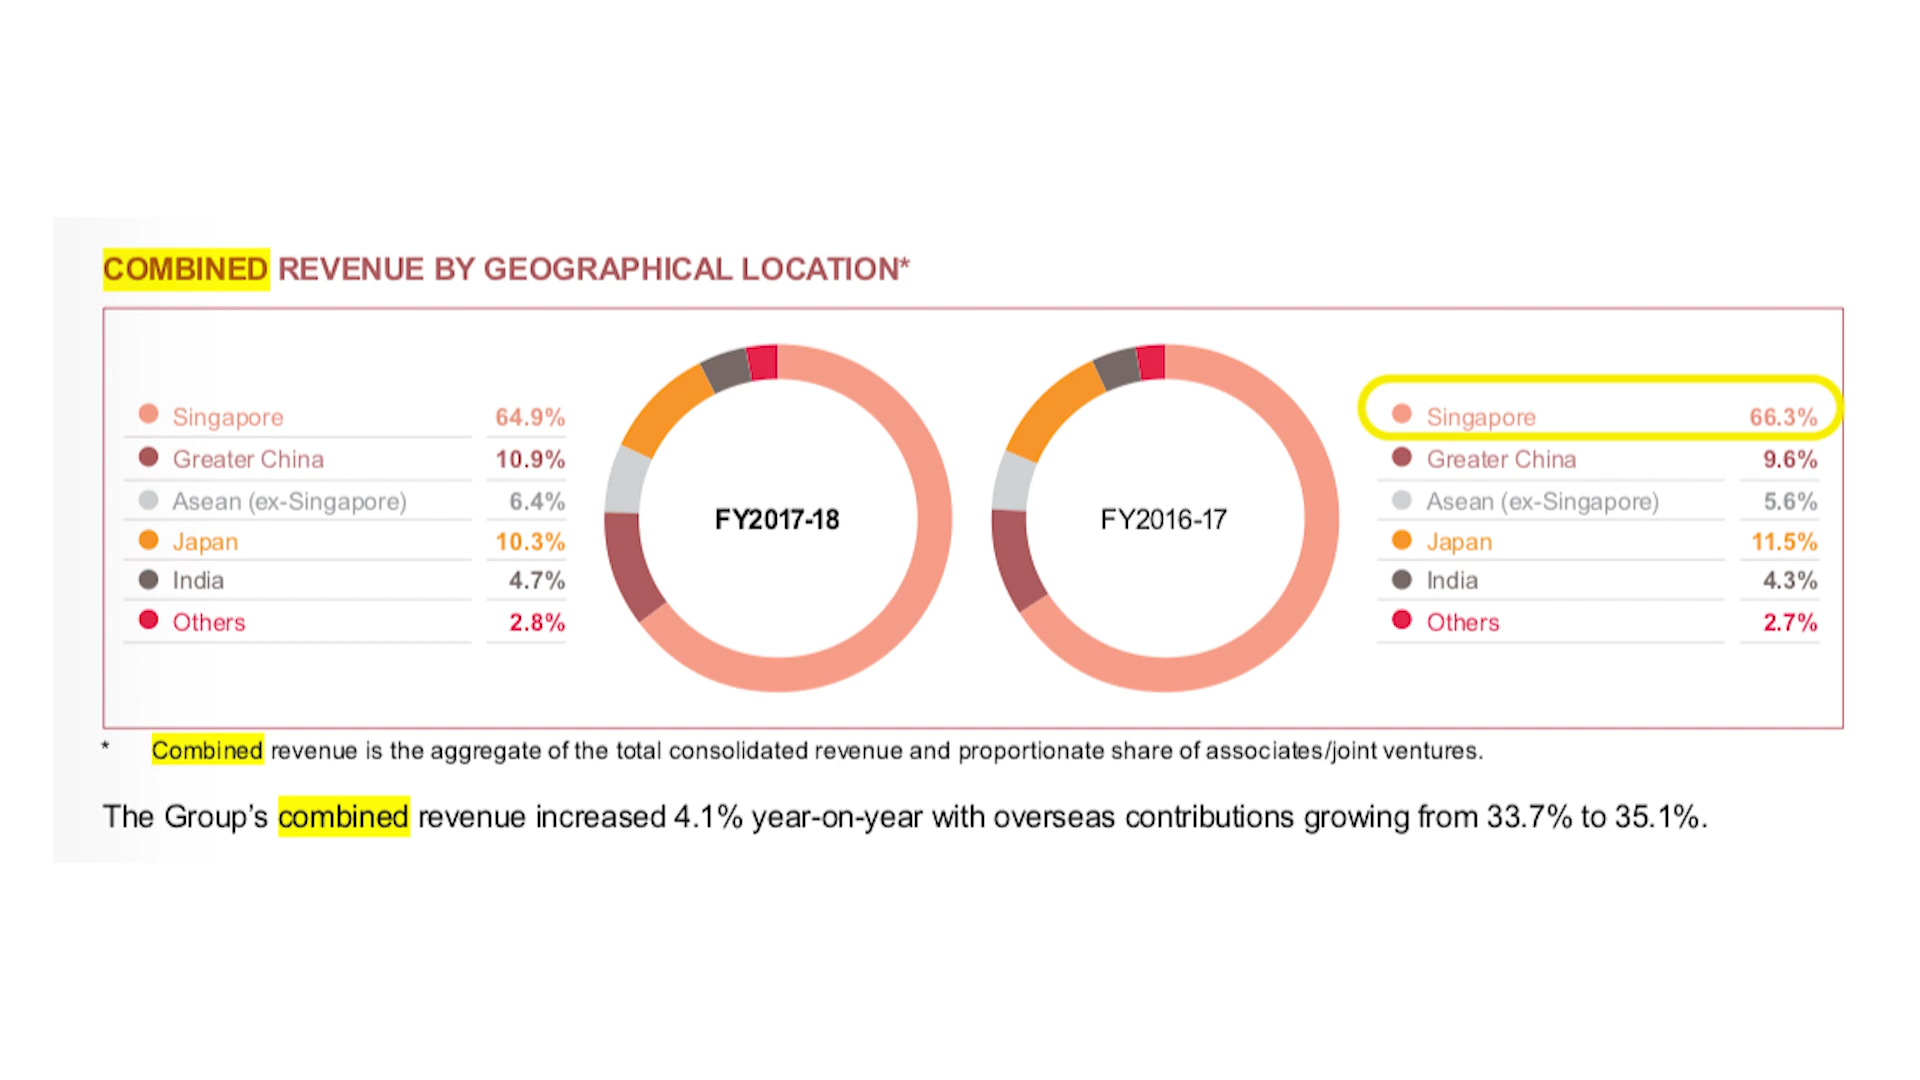 COMBINED REVENUE BY GEOGRAPHICAL LOCATION*
Singapore 64.9%
Greater China 10.9%
Asean (ex-Singapore) 6.4%
Japan 10.3%
India 4.7%
Others 2.8%
FY2017-18
FY2016-17
Singapore 66.3%
Greater China 9.6%
Asean (ex-Singapore) 5.6%
Japan 11.5%
India 4.3%
Others 2.7%
* Combined revenue is the aggregate of the total consolidated revenue and proportionate share of associates/joint ventures.
The Group's combined revenue increased 4.1% year-on-year with overseas contributions growing from 33.7% to 35.1%.